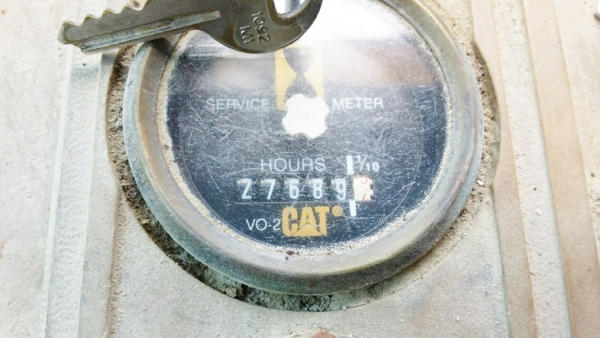 SERVICE METER
HOURS 1/10
27689
VO-2 CAT